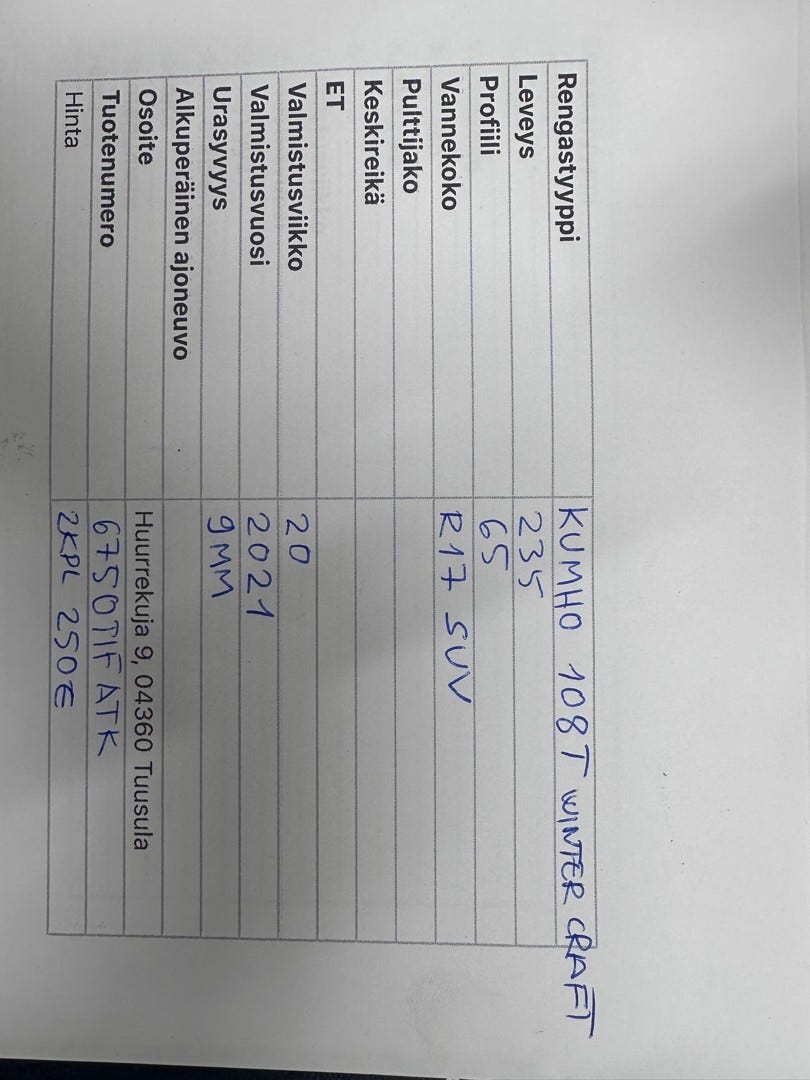 Rengastyyppi KUMHO 108T WINTER CRAFT
Leveys 235
Profiili 65
Vannekoko R17 SUV
Pulttijako
Keskireikä
ET
Valmistusviikko 20
Valmistusvuosi 2021
Urasyvyys 9MM
Alkuperäinen ajoneuvo
Osoite Huurrekuja 9, 04360 Tuusula
Tuotenumero
Hinta 2KPL 250€